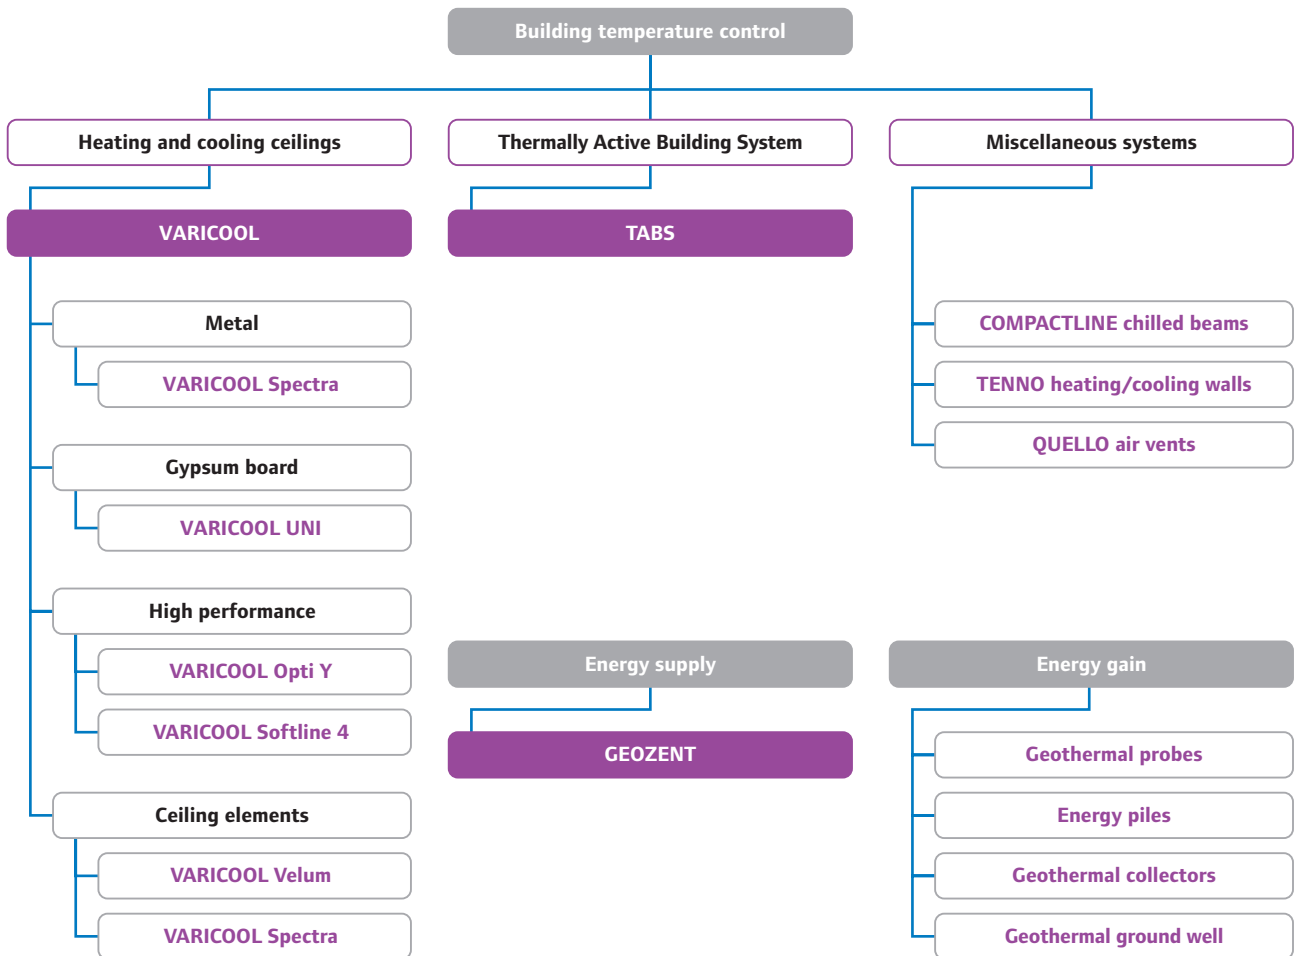 Building temperature control
Heating and cooling ceilings
Thermally Active Building System
Miscellaneous systems
VARICOOL
TABS
Metal
VARICOOL Spectra
Gypsum board
VARICOOL UNI
High performance
VARICOOL Opti Y
VARICOOL Softline 4
Ceiling elements
VARICOOL Velum
VARICOOL Spectra
COMPACTLINE chilled beams
TENNO heating/cooling walls
QUELLO air vents
Energy supply
GEOZENT
Energy gain
Geothermal probes
Energy piles
Geothermal collectors
Geothermal ground well